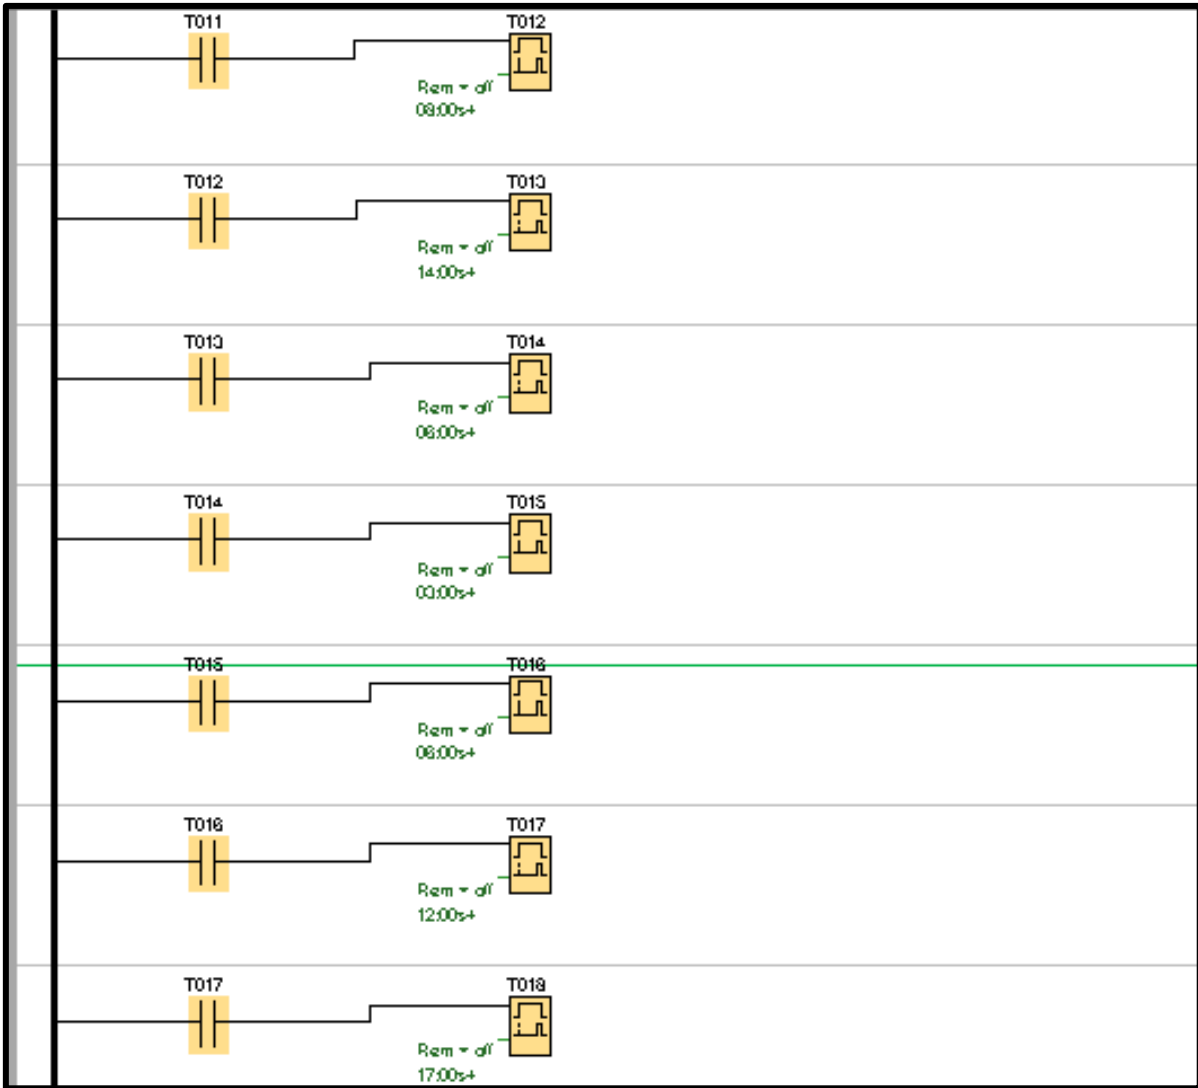 T011 T012
Rem = off
08:00s+
T012 T013
Rem = off
14:00s+
T013 T014
Rem = off
06:00s+
T014 T015
Rem = off
03:00s+
T015 T016
Rem = off
06:00s+
T016 T017
Rem = off
12:00s+
T017 T018
Rem = off
17:00s+